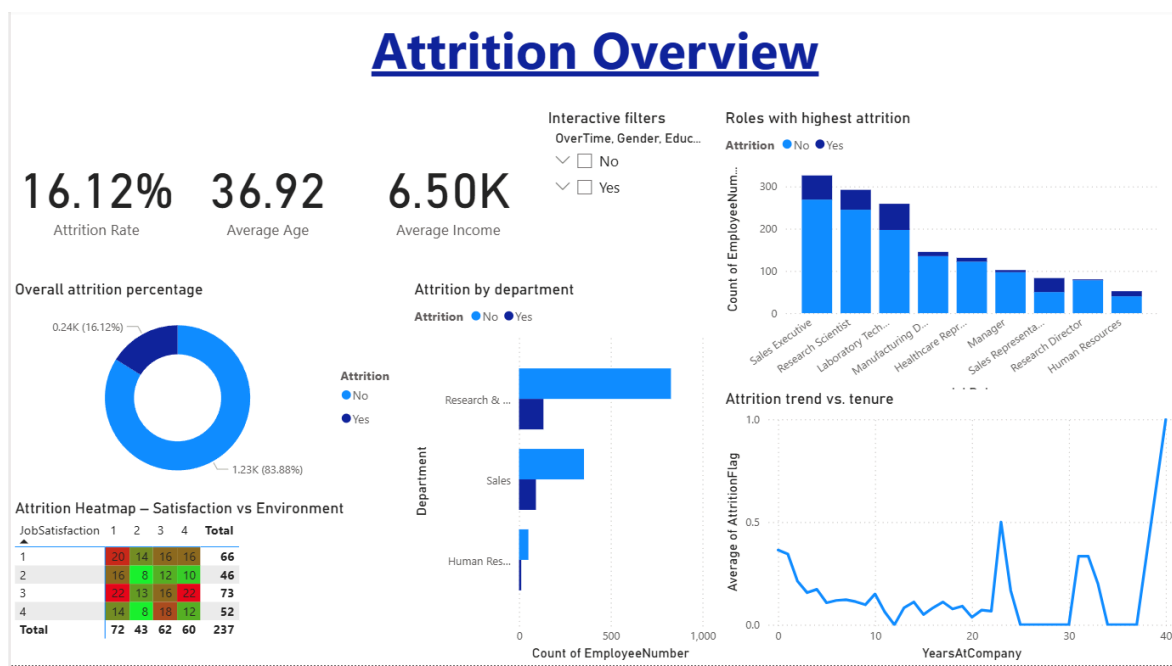 Attrition Overview
16.12%
Attrition Rate
36.92
Average Age
6.50K
Average Income
Interactive filters
OverTime, Gender, Educ...
No
Yes
Roles with highest attrition
Attrition No Yes
Count of EmployeeNum...
300
200
100
0
Sales Executive
Research Scientist
Laboratory Tech...
Manufacturing D...
Healthcare Repr...
Manager
Sales Representa...
Research Director
Human Resources
Overall attrition percentage
0.24K (16.12%)
1.23K (83.88%)
Attrition
No
Yes
Attrition by department
Attrition No Yes
Department
Research & ...
Sales
Human Res...
0 500 1,000
Count of EmployeeNumber
Attrition trend vs. tenure
Average of AttritionFlag
1.0
0.5
0.0
0 10 20 30 40
YearsAtCompany
Attrition Heatmap – Satisfaction vs Environment
JobSatisfaction 1 2 3 4 Total
1 20 14 16 16 66
2 16 8 12 10 46
3 22 13 16 22 73
4 14 8 18 12 52
Total 72 43 62 60 237